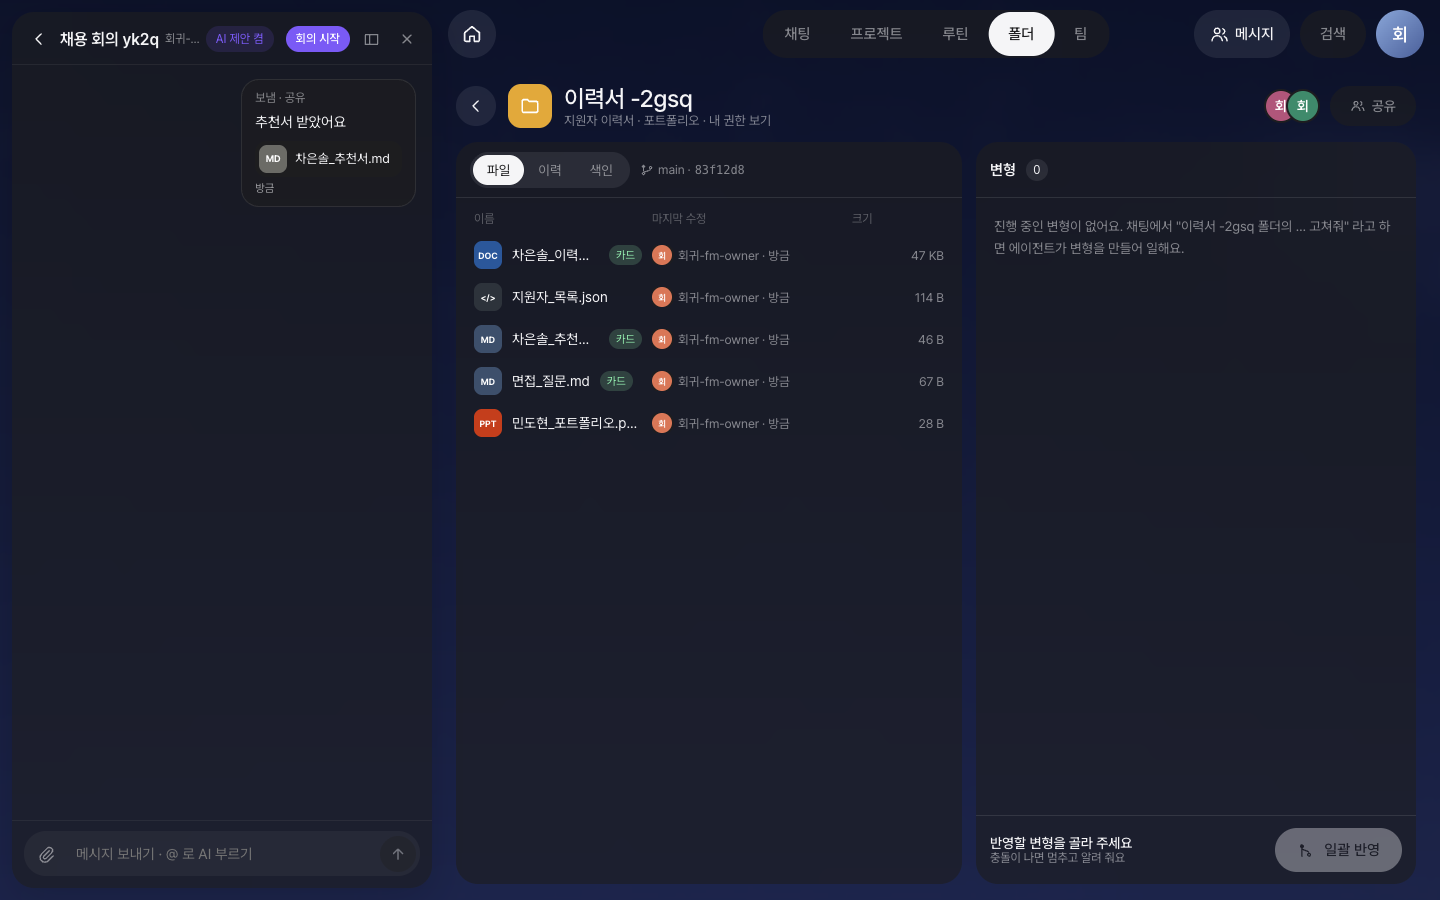 채용 회의 yk2q 회귀-... AI 제안 켬 회의 시작
보냄 · 공유
추천서 받았어요
MD 차은솔_추천서.md
방금
메시지 보내기 · @ 로 AI 부르기
채팅 프로젝트 루틴 폴더 팀
메시지 검색 회
이력서 -2gsq
지원자 이력서 · 포트폴리오 · 내 권한 보기
회 회 공유
파일 이력 색인 main · 83f12d8
이름 마지막 수정 크기
DOC 차은솔_이력... 카드 회 회귀-fm-owner · 방금 47 KB
</> 지원자_목록.json 회 회귀-fm-owner · 방금 114 B
MD 차은솔_추천... 카드 회 회귀-fm-owner · 방금 46 B
MD 면접_질문.md 카드 회 회귀-fm-owner · 방금 67 B
PPT 민도현_포트폴리오.p... 회 회귀-fm-owner · 방금 28 B
변형 0
진행 중인 변형이 없어요. 채팅에서 "이력서 -2gsq 폴더의 ... 고쳐줘" 라고 하
면 에이전트가 변형을 만들어 일해요.
반영할 변형을 골라 주세요
충돌이 나면 멈추고 알려 줘요
일괄 반영